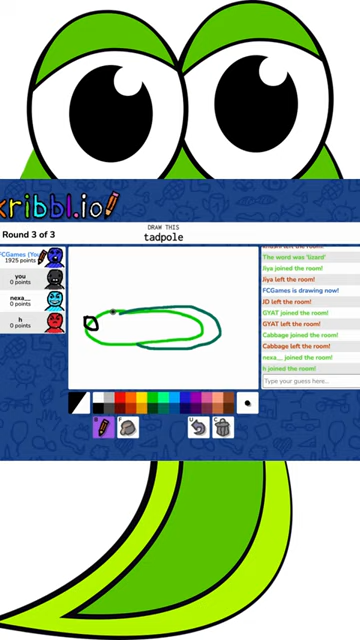 kribbl.io
Round 3 of 3
DRAW THIS
tadpole
FCGames (You)
1925 points
you
0 points
nexa__
0 points
h
0 points
The word was 'lizard'!
Jiya joined the room!
Jiya left the room!
FCGames is drawing now!
JD left the room!
GYAT joined the room!
GYAT left the room!
Cabbage joined the room!
Cabbage left the room!
nexa__ joined the room!
h joined the room!
Type your guess here...
B
F
U
C